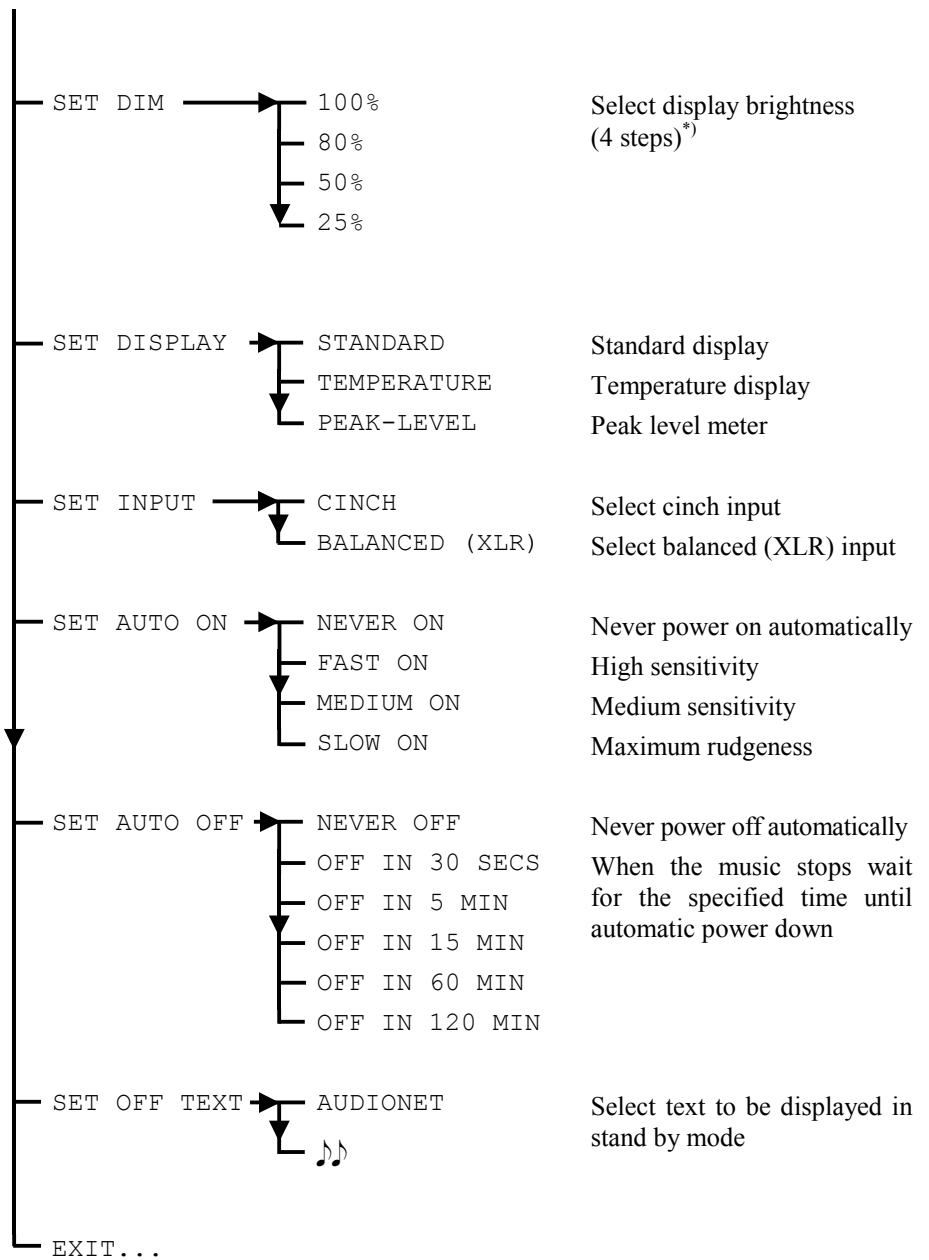 SET DIM 100% Select display brightness
80% (4 steps)*)
50%
25%
SET DISPLAY STANDARD Standard display
TEMPERATURE Temperature display
PEAK-LEVEL Peak level meter
SET INPUT CINCH Select cinch input
BALANCED (XLR) Select balanced (XLR) input
SET AUTO ON NEVER ON Never power on automatically
FAST ON High sensitivity
MEDIUM ON Medium sensitivity
SLOW ON Maximum rudgeness
SET AUTO OFF NEVER OFF Never power off automatically
OFF IN 30 SECS When the music stops wait
OFF IN 5 MIN for the specified time until
OFF IN 15 MIN automatic power down
OFF IN 60 MIN
OFF IN 120 MIN
SET OFF TEXT AUDIONET Select text to be displayed in
♪♪ stand by mode
EXIT...